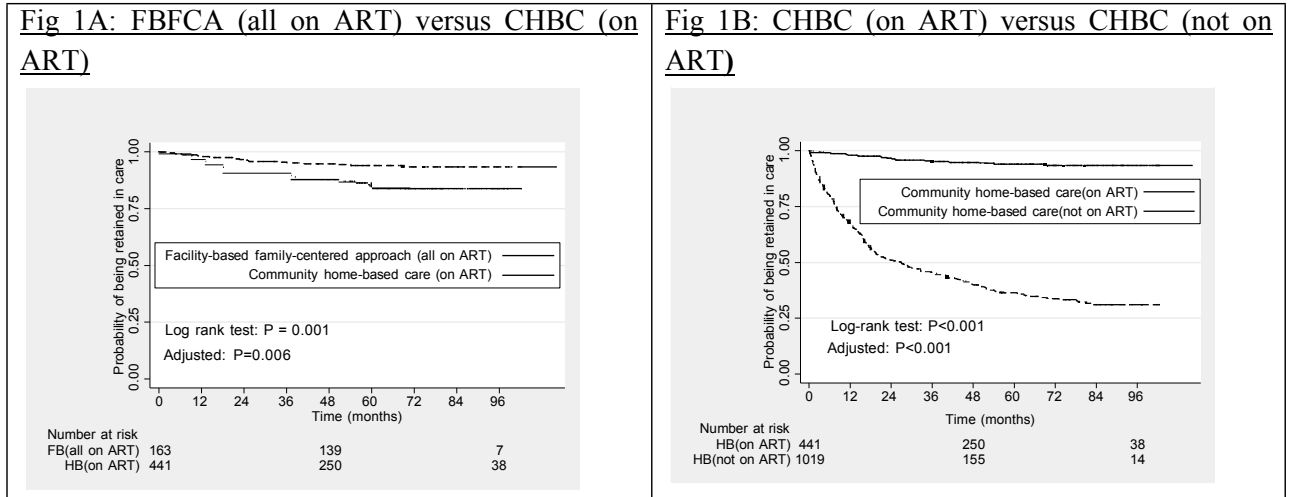 Fig 1A: FBFCA (all on ART) versus CHBC (on
ART)
Probability of being retained in care
1.00
0.75
0.50
0.25
0.00
Facility-based family-centered approach (all on ART)
Community home-based care (on ART)
Log rank test: P = 0.001
Adjusted: P=0.006
0 12 24 36 48 60 72 84 96
Time (months)
Number at risk
FB(all on ART) 163 139 7
HB(on ART) 441 250 38
Fig 1B: CHBC (on ART) versus CHBC (not on
ART)
Probability of being retained in care
1.00
0.75
0.50
0.25
0.00
Community home-based care(on ART)
Community home-based care(not on ART)
Log-rank test: P<0.001
Adjusted: P<0.001
0 12 24 36 48 60 72 84 96
Time (months)
Number at risk
HB(on ART) 441 250 38
HB(not on ART) 1019 155 14